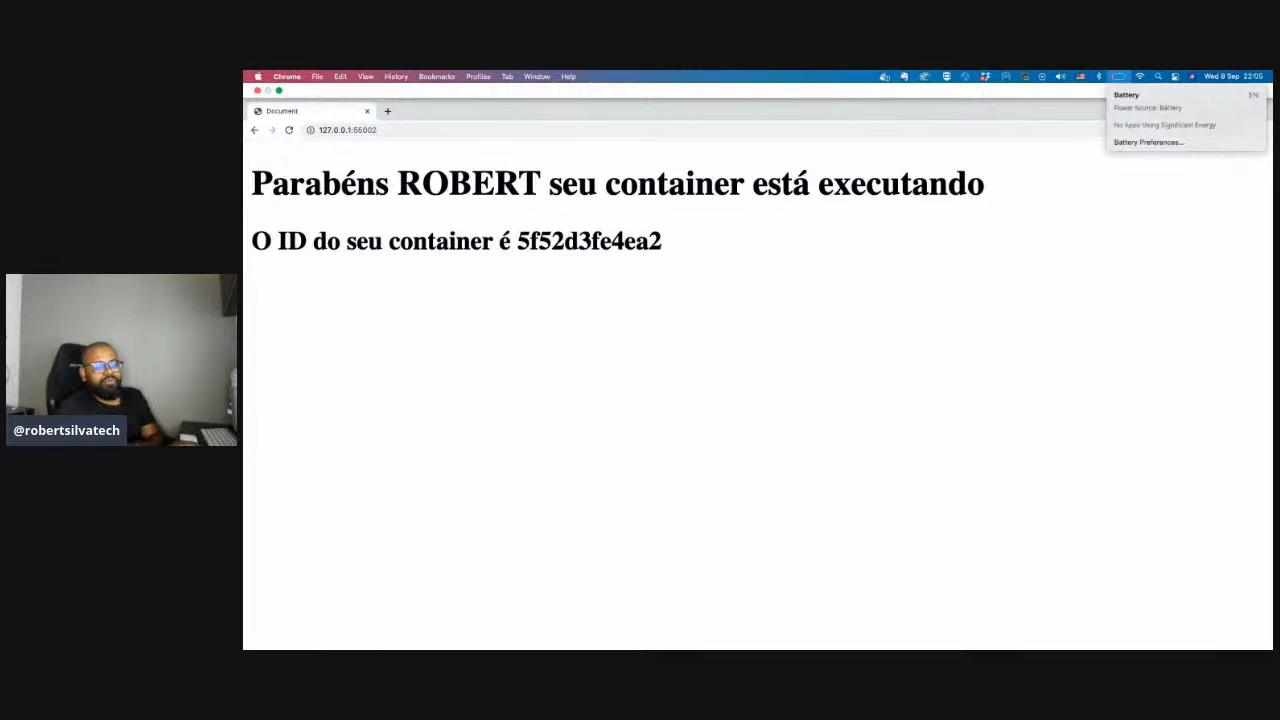 Chrome File Edit View History Bookmarks Profiles Tab Window Help
Wed 8 Sep 22:05
Document
127.0.0.1:55002
Battery 5%
Power Source: Battery
No Apps Using Significant Energy
Battery Preferences...
Parabéns ROBERT seu container está executando
O ID do seu container é 5f52d3fe4ea2
@robertsilvatech